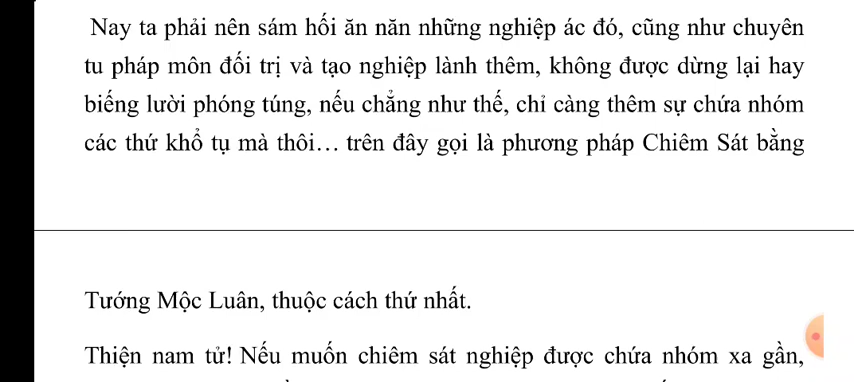 Nay ta phải nên sám hối ăn năn những nghiệp ác đó, cũng như chuyên
tu pháp môn đối trị và tạo nghiệp lành thêm, không được dừng lại hay
biếng lười phóng túng, nếu chẳng như thế, chỉ càng thêm sự chứa nhóm
các thứ khổ tụ mà thôi… trên đây gọi là phương pháp Chiêm Sát bằng
Tướng Mộc Luân, thuộc cách thứ nhất.
Thiện nam tử! Nếu muốn chiêm sát nghiệp được chứa nhóm xa gần,